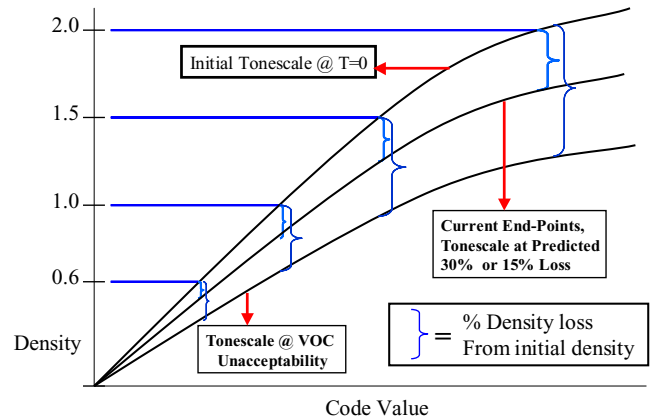 2.0
Initial Tonescale @ T=0
1.5
1.0
Current End-Points,
Tonescale at Predicted
30% or 15% Loss
0.6
Density
Tonescale @ VOC
Unacceptability
= % Density loss
From initial density
Code Value